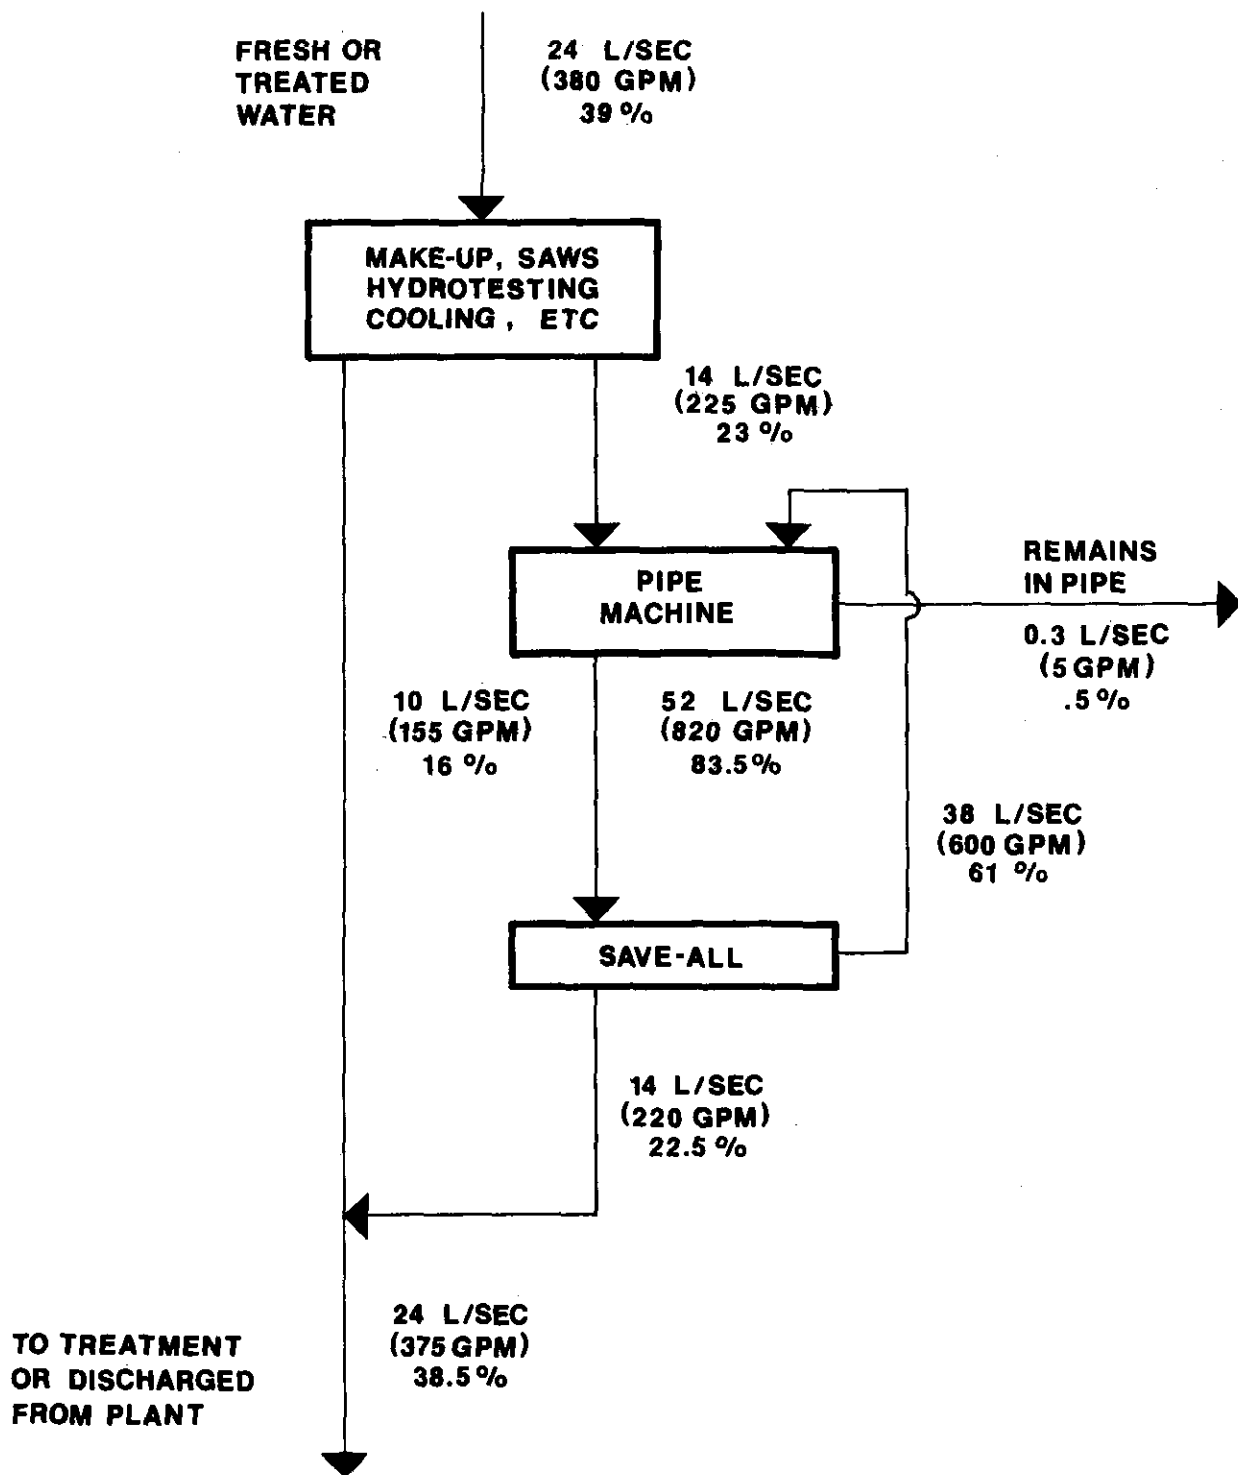 FRESH OR
TREATED
WATER
24 L/SEC
(380 GPM)
39 %
MAKE-UP, SAWS
HYDROTESTING
COOLING, ETC
14 L/SEC
(225 GPM)
23 %
PIPE
MACHINE
REMAINS
IN PIPE
0.3 L/SEC
(5 GPM)
.5 %
10 L/SEC
(155 GPM)
16 %
52 L/SEC
(820 GPM)
83.5 %
38 L/SEC
(600 GPM)
61 %
SAVE-ALL
14 L/SEC
(220 GPM)
22.5 %
24 L/SEC
(375 GPM)
38.5 %
TO TREATMENT
OR DISCHARGED
FROM PLANT